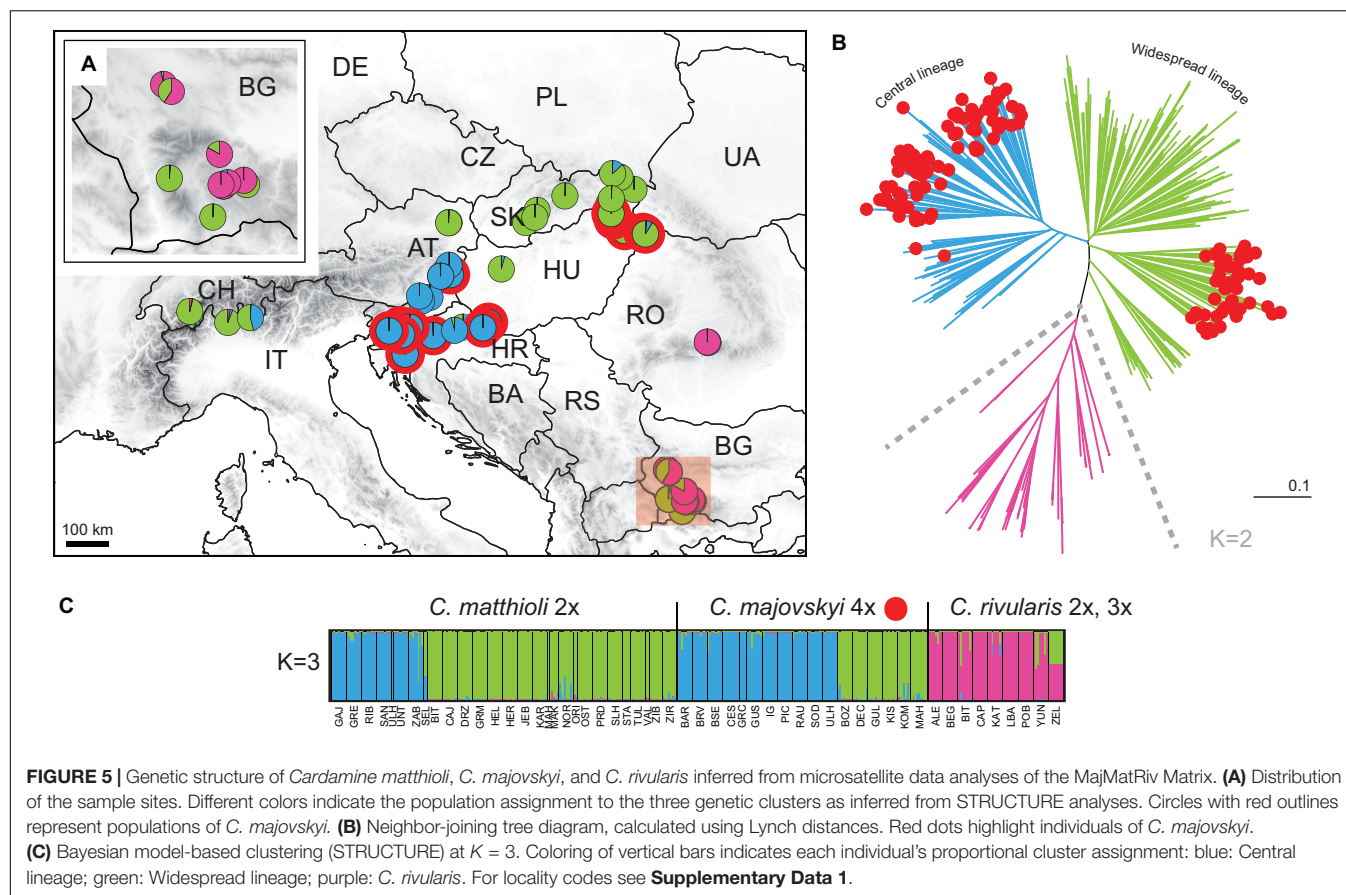 A
BG
DE
PL
CZ
UA
SK
AT
HU
CH
RO
IT
HR
BA
RS
BG
100 km
B
Central lineage
Widespread lineage
0.1
K=2
C
C. matthioli 2x
C. majovskyi 4x
C. rivularis 2x, 3x
K=3
GAJ GRE RIB SAN ULH UNT ZAB SEL BIT CAJ DRZ GRM HEL HER JEB KAR MAH MAK NOR ORI OST PRD SLH STA TUL VAL ZIB ZIR BAR BRV BSE CES GRC GUS IG PIC RAU SOD ULH BOZ DEC GUL KIS KOM MAH ALE BEG BIT CAP KAT LBA POB YUN ZEL
FIGURE 5 | Genetic structure of Cardamine matthioli, C. majovskyi, and C. rivularis inferred from microsatellite data analyses of the MajMatRiv Matrix. (A) Distribution
of the sample sites. Different colors indicate the population assignment to the three genetic clusters as inferred from STRUCTURE analyses. Circles with red outlines
represent populations of C. majovskyi. (B) Neighbor-joining tree diagram, calculated using Lynch distances. Red dots highlight individuals of C. majovskyi.
(C) Bayesian model-based clustering (STRUCTURE) at K = 3. Coloring of vertical bars indicates each individual's proportional cluster assignment: blue: Central
lineage; green: Widespread lineage; purple: C. rivularis. For locality codes see Supplementary Data 1.